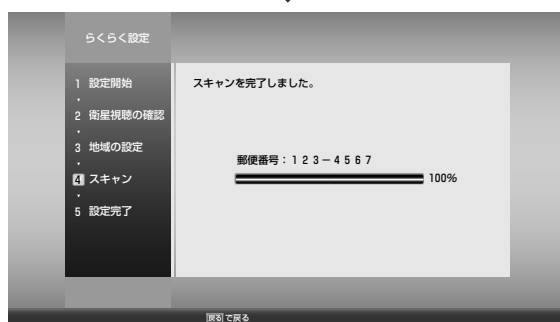 らくらく設定
1 設定開始
2 衛星視聴の確認
3 地域の設定
4 スキャン
5 設定完了
スキャンを完了しました。
郵便番号：１２３－４５６７
100%
戻る で戻る